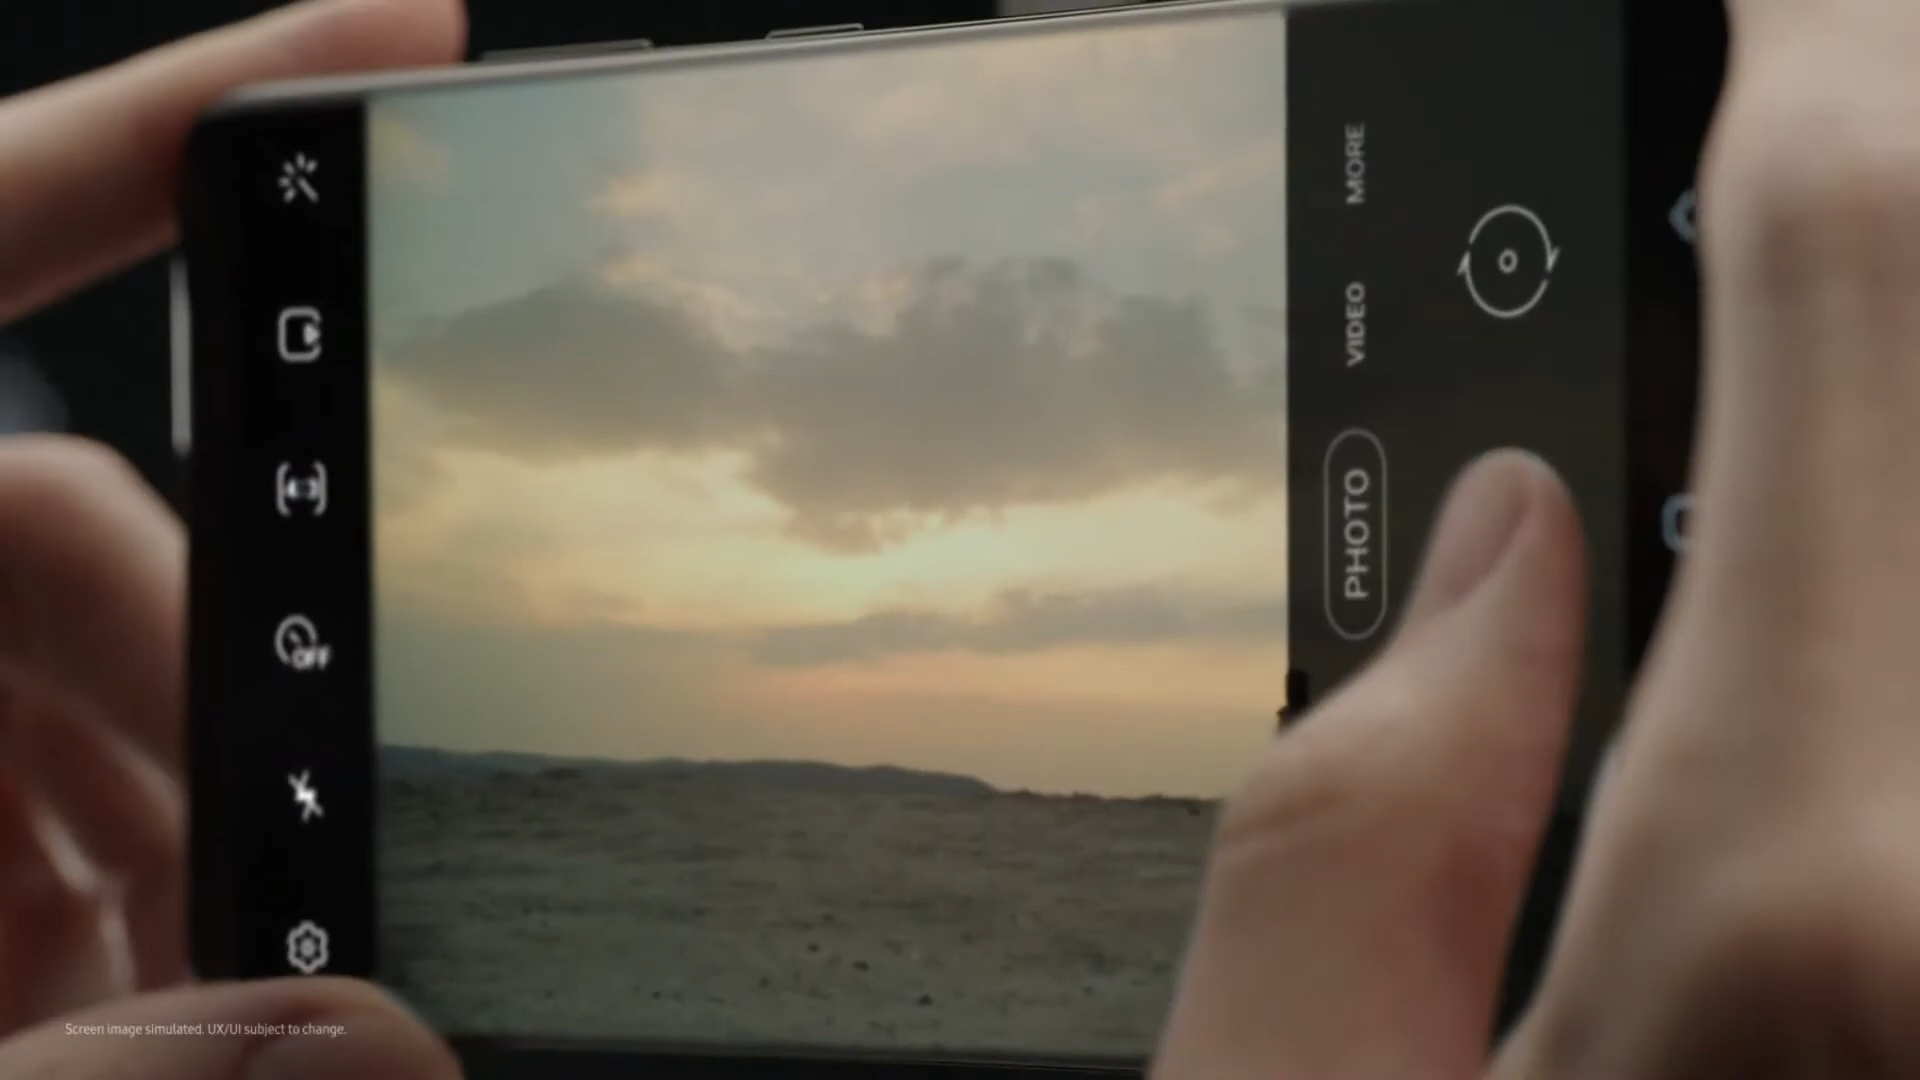 MORE
VIDEO
PHOTO
OFF
Screen image simulated. UX/UI subject to change.